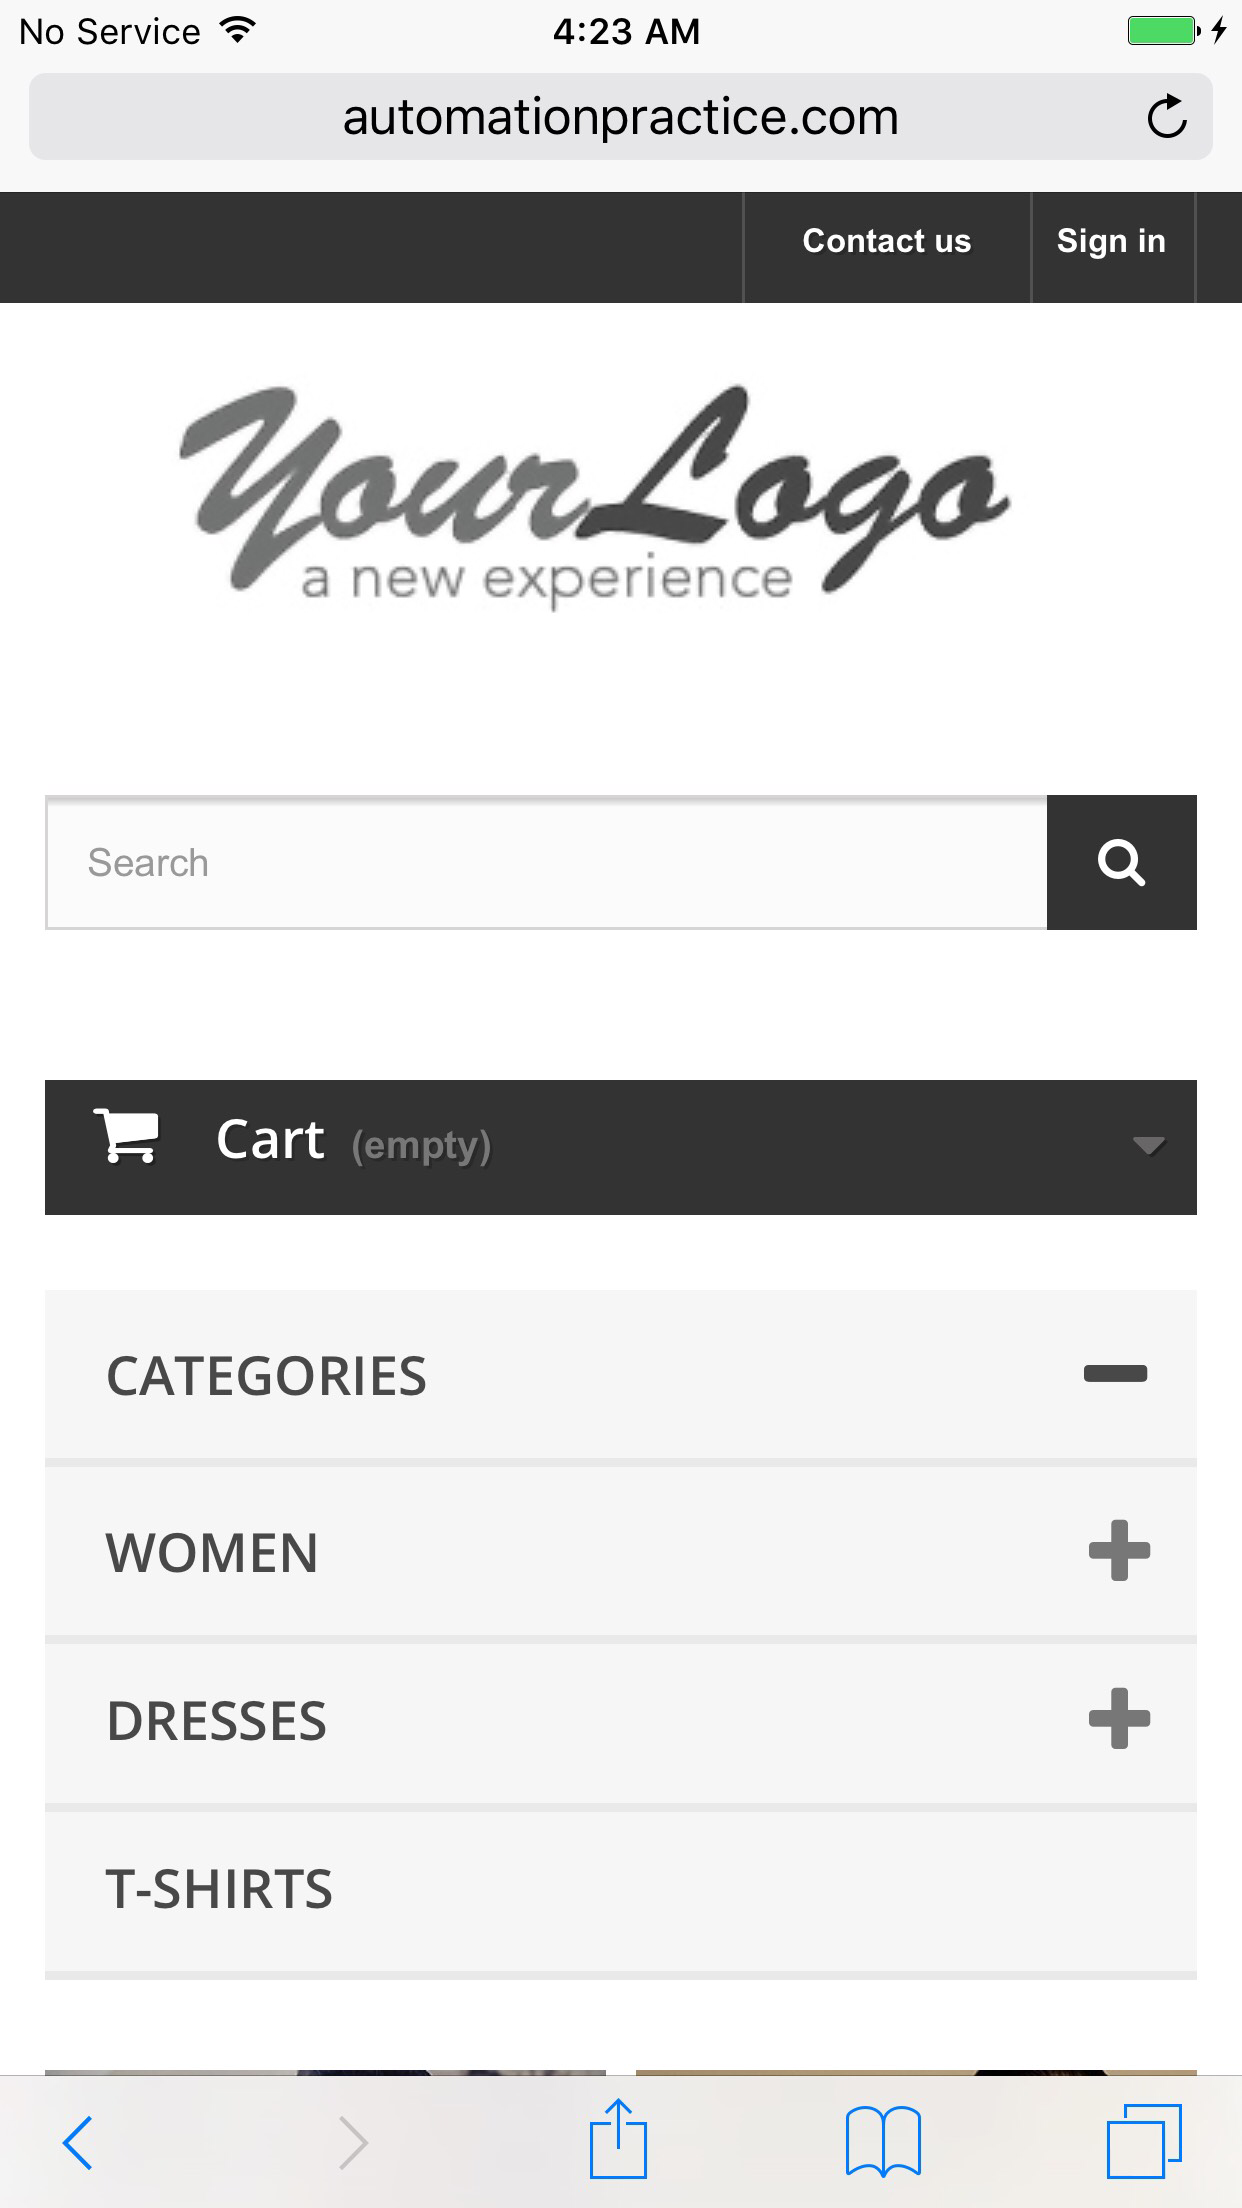 No Service 4:23 AM
automationpractice.com
Contact us Sign in
YourLogo
a new experience
Search
Cart (empty)
CATEGORIES
WOMEN
DRESSES
T-SHIRTS